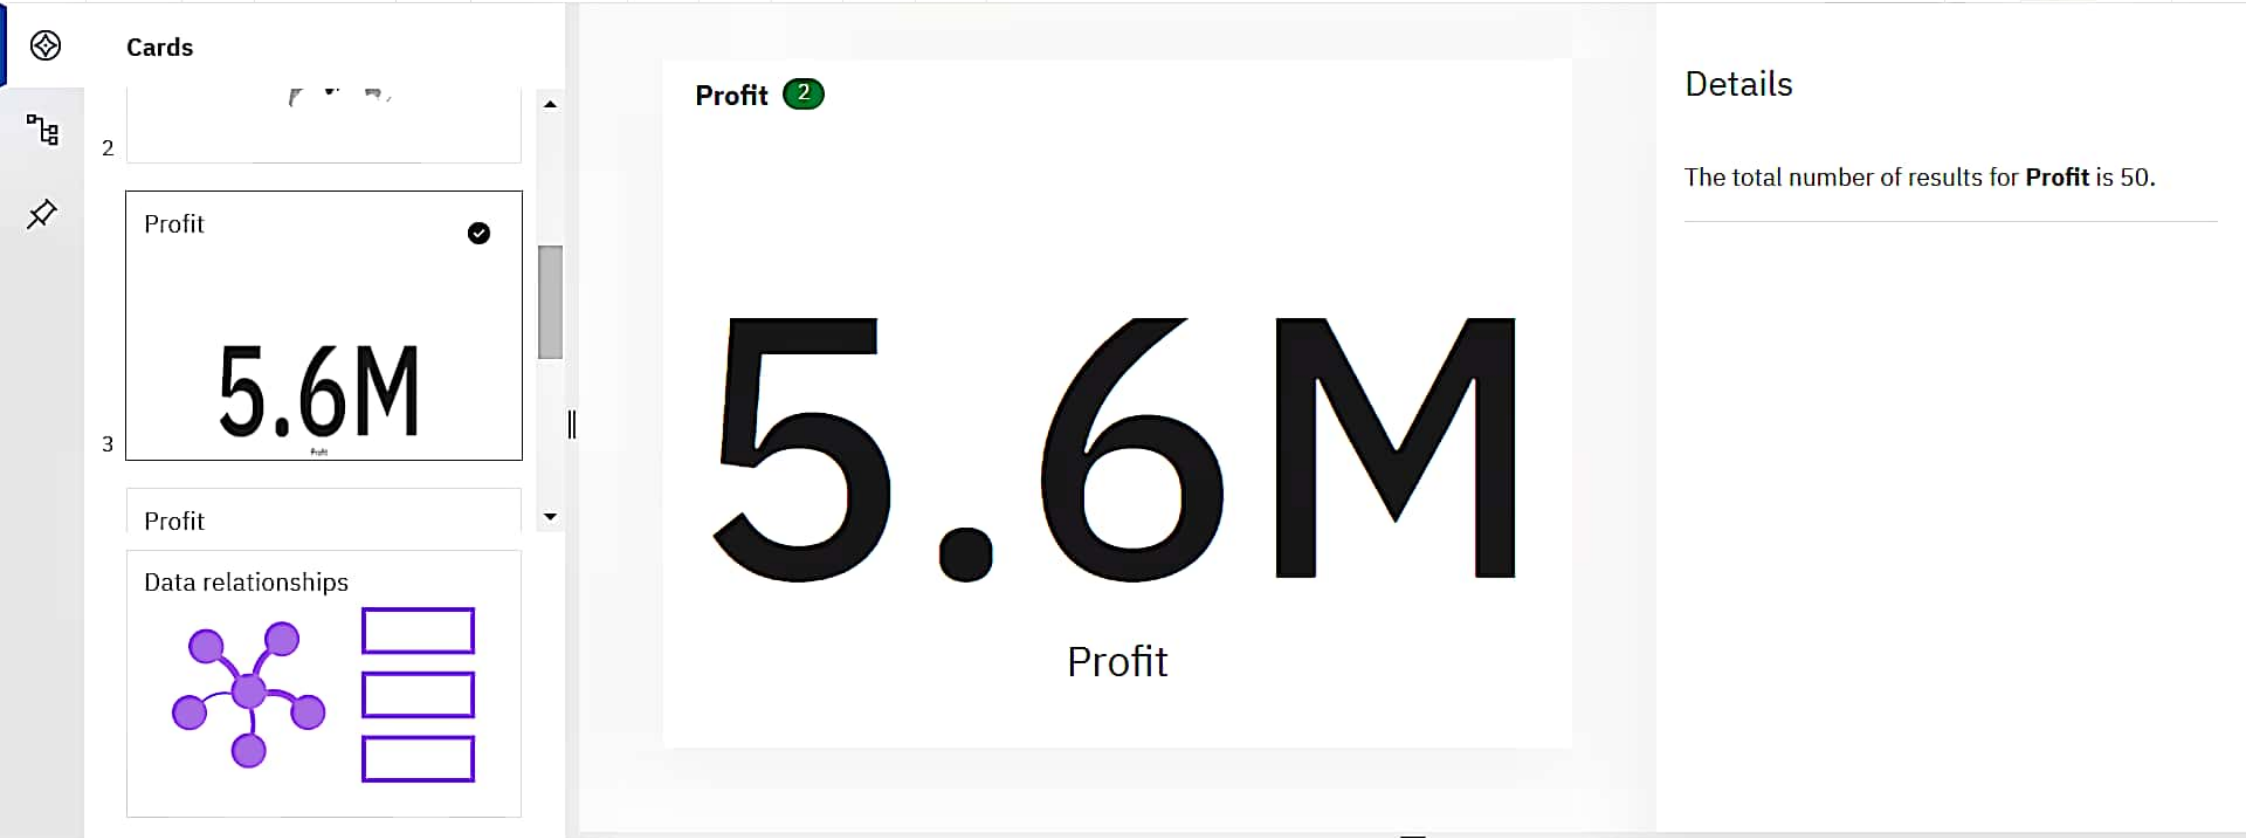 Cards
2
Profit
5.6M
Profit
3
Profit
Data relationships
Profit 2
5.6M
Profit
Details
The total number of results for Profit is 50.